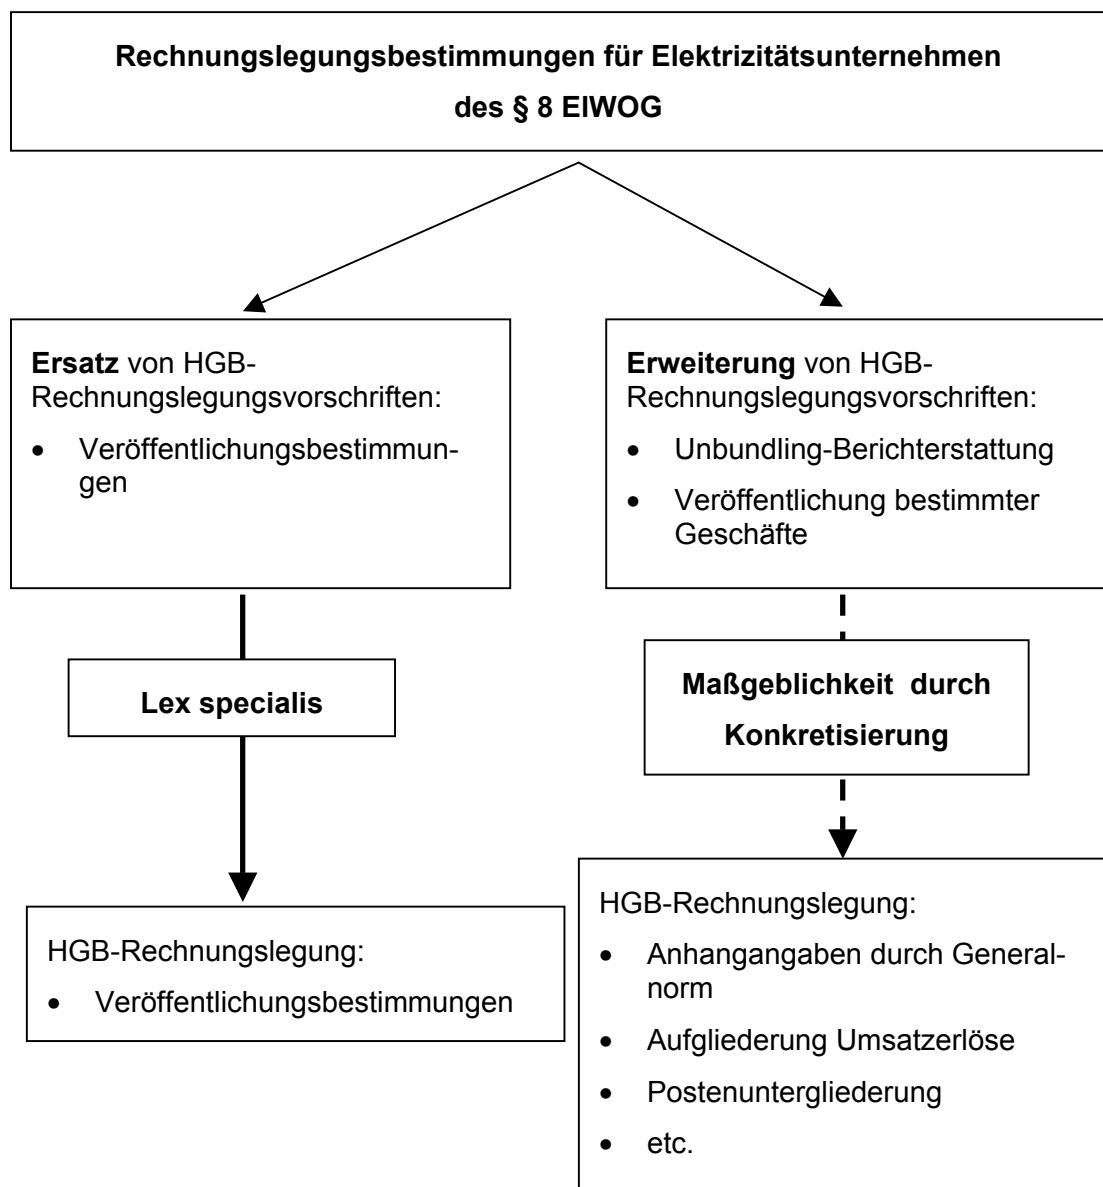 Rechnungslegungsbestimmungen für Elektrizitätsunternehmen
des § 8 ElWOG
Ersatz von HGB-
Rechnungslegungsvorschriften:
• Veröffentlichungsbestimmun-
gen
Erweiterung von HGB-
Rechnungslegungsvorschriften:
• Unbundling-Berichterstattung
• Veröffentlichung bestimmter
Geschäfte
Lex specialis
Maßgeblichkeit durch
Konkretisierung
HGB-Rechnungslegung:
• Veröffentlichungsbestimmungen
HGB-Rechnungslegung:
• Anhangangaben durch General-
norm
• Aufgliederung Umsatzerlöse
• Postenuntergliederung
• etc.